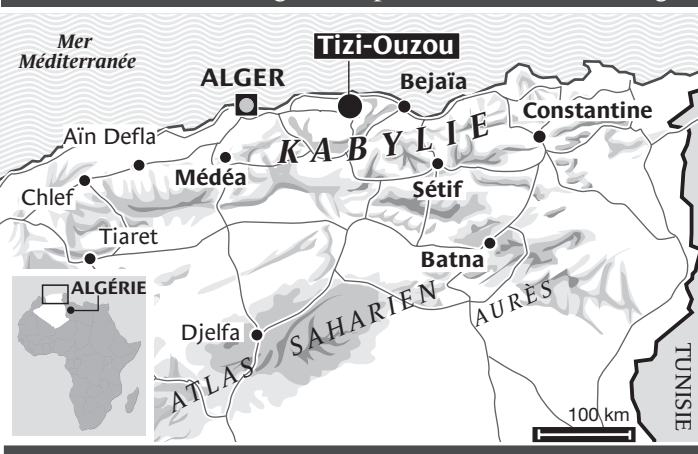 Mer
Méditerranée
Tizi-Ouzou
ALGER
Bejaïa
Constantine
Aïn Defla
KABYLIE
Médéa
Chlef
Sétif
Tiaret
Batna
ALGÉRIE
AURÈS
Djelfa
ATLAS SAHARIEN
TUNISIE
100 km